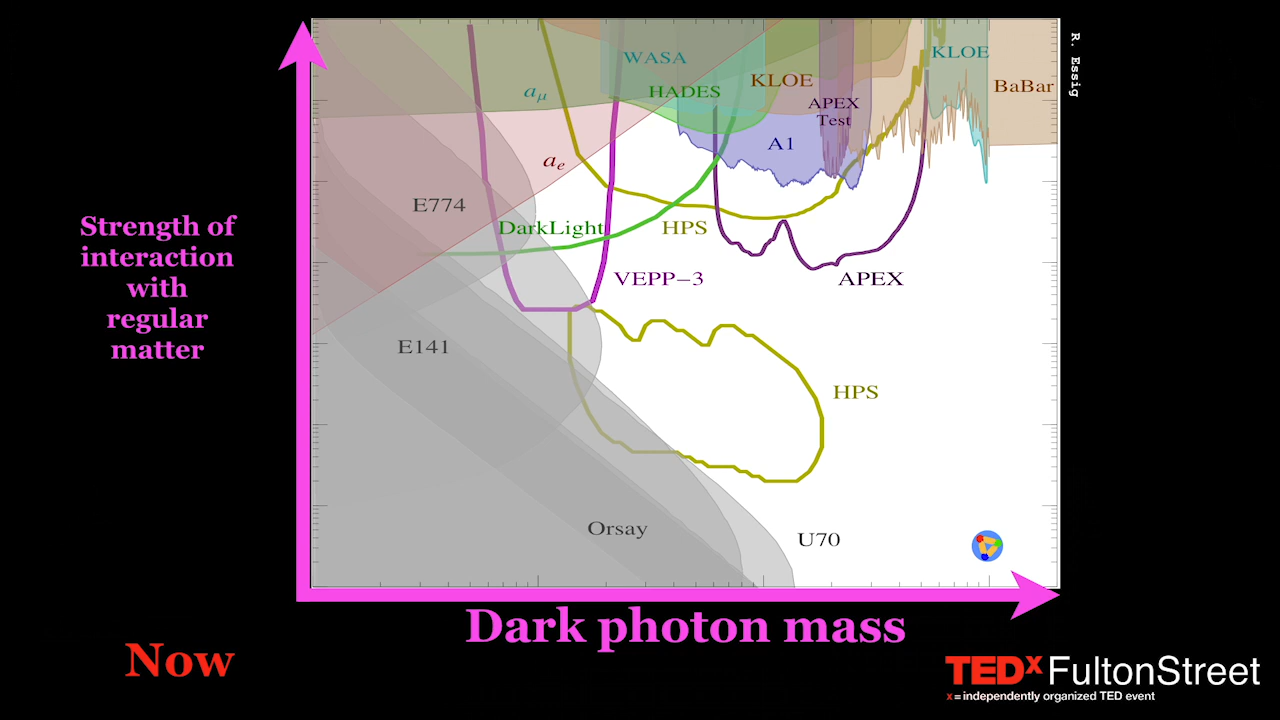 R. Essig
WASA
KLOE
KLOE
BaBar
HADES
APEX
Test
aμ
A1
ae
E774
DarkLight
HPS
VEPP−3
APEX
E141
HPS
Orsay
U70
Strength of
interaction with
regular
matter
Dark photon mass
Now
TEDx FultonStreet
x = independently organized TED event